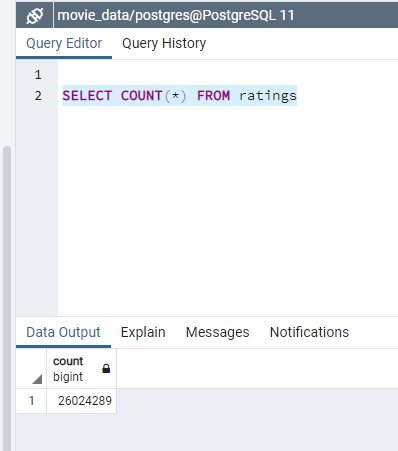 movie_data/postgres@PostgreSQL 11
Query Editor Query History
1
2 SELECT COUNT(*) FROM ratings
Data Output Explain Messages Notifications
count
bigint
1 26024289